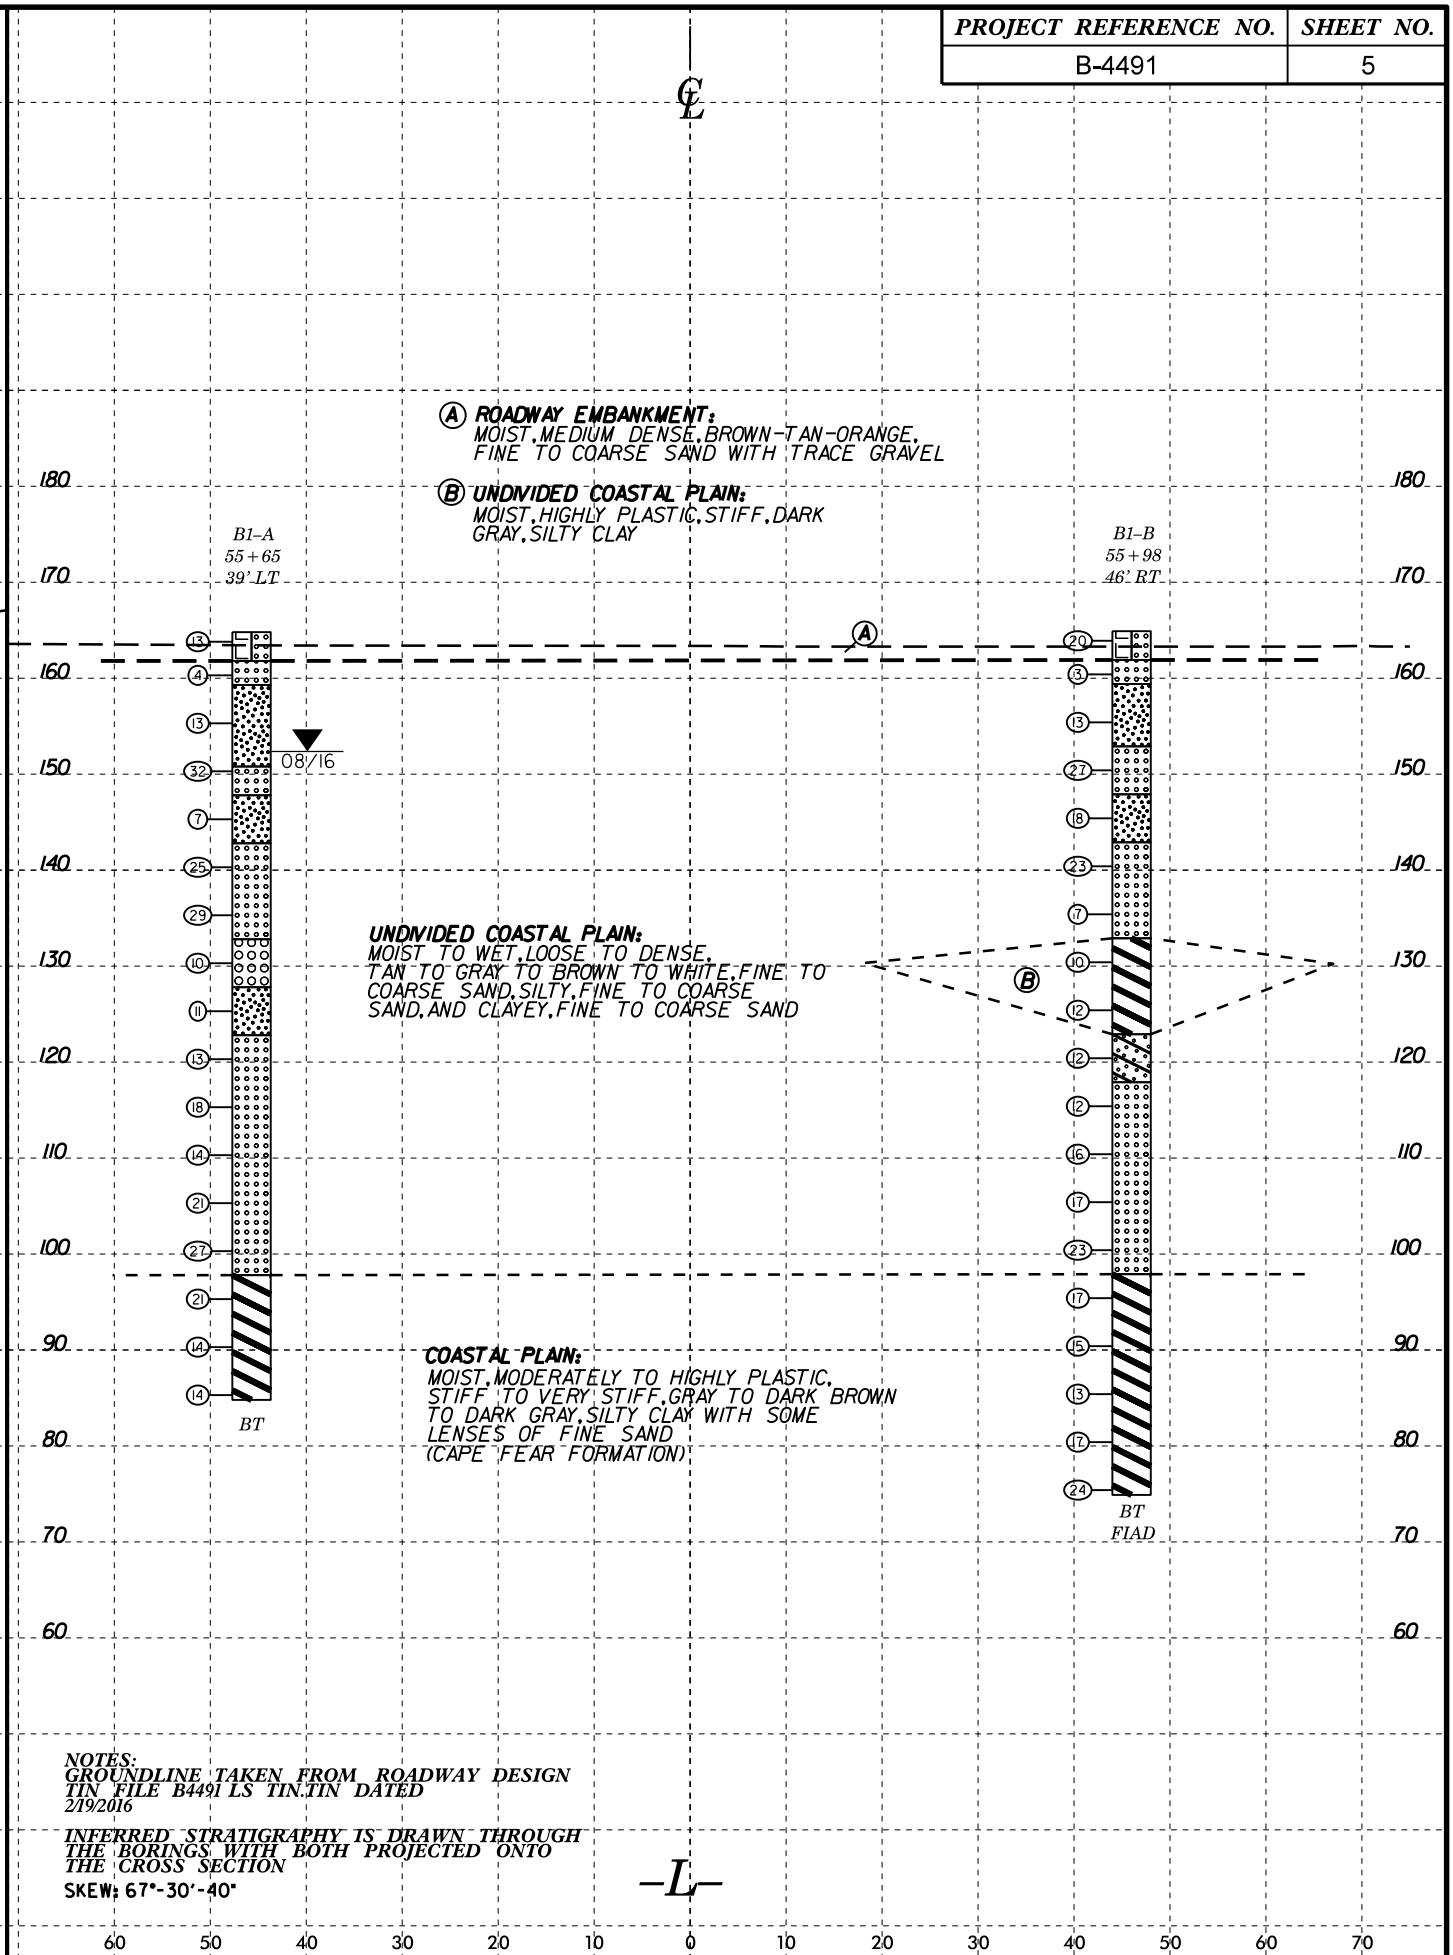 PROJECT REFERENCE NO. SHEET NO.
B-4491 5
CL
A ROADWAY EMBANKMENT:
MOIST, MEDIUM DENSE, BROWN-TAN-ORANGE,
FINE TO COARSE SAND WITH TRACE GRAVEL
B UNDIVIDED COASTAL PLAIN:
MOIST, HIGHLY PLASTIC, STIFF, DARK
GRAY, SILTY CLAY
180 180
B1-A B1-B
55+65 55+98
39' LT 46' RT
170 170
A
13 20
160 160
4 3
13 13
08/16
150 150
32 27
7 18
140 140
25 23
29 7
UNDIVIDED COASTAL PLAIN:
MOIST TO WET, LOOSE TO DENSE,
TAN TO GRAY TO BROWN TO WHITE, FINE TO
COARSE SAND, SILTY, FINE TO COARSE
SAND, AND CLAYEY, FINE TO COARSE SAND
130 130
10 10
B
11 12
120 120
13 12
18 12
110 110
14 16
21 17
100 100
27 23
21 17
90 90
14 15
14 13
COASTAL PLAIN:
MOIST, MODERATELY TO HIGHLY PLASTIC,
STIFF TO VERY STIFF, GRAY TO DARK BROWN
TO DARK GRAY, SILTY CLAY WITH SOME
LENSES OF FINE SAND
(CAPE FEAR FORMATION)
BT
80 80
17
24
BT
FIAD
70 70
60 60
NOTES:
GROUNDLINE TAKEN FROM ROADWAY DESIGN
TIN FILE B4491 LS TIN.TIN DATED
2/19/2016
INFERRED STRATIGRAPHY IS DRAWN THROUGH
THE BORINGS WITH BOTH PROJECTED ONTO
THE CROSS SECTION
SKEW: 67°-30'-40"
-L-
60 50 40 30 20 10 0 10 20 30 40 50 60 70